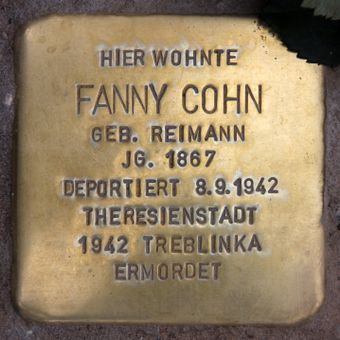 HIER WOHNTE
FANNY COHN
GEB. REIMANN
JG. 1867
DEPORTIERT 8.9.1942
THERESIENSTADT
1942 TREBLINKA
ERMORDET